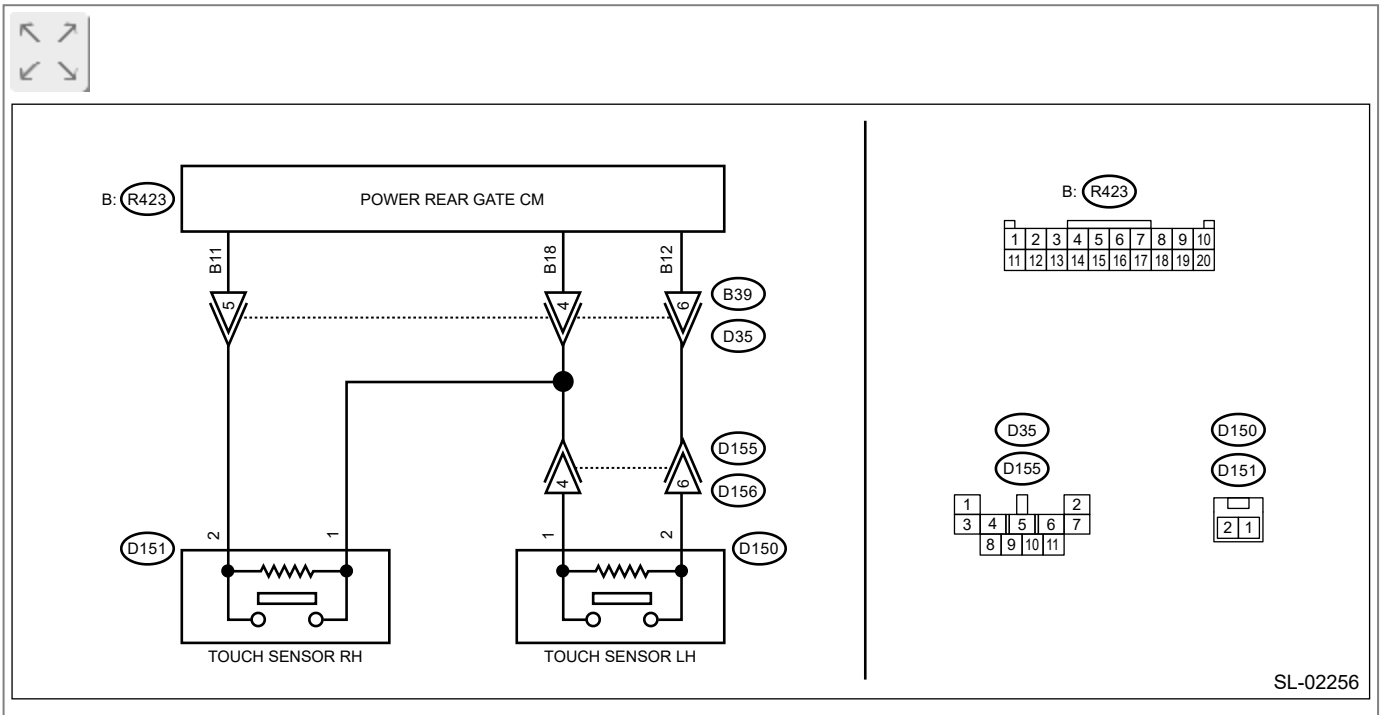 B: R423
POWER REAR GATE CM
B11
B18
B12
5
4
6
B39
D35
4
6
D155
D156
D151
2
1
1
2
D150
TOUCH SENSOR RH
TOUCH SENSOR LH
B: R423
1 2 3 4 5 6 7 8 9 10
11 12 13 14 15 16 17 18 19 20
D35
D155
1 2
3 4 5 6 7
8 9 10 11
D150
D151
2 1
SL-02256